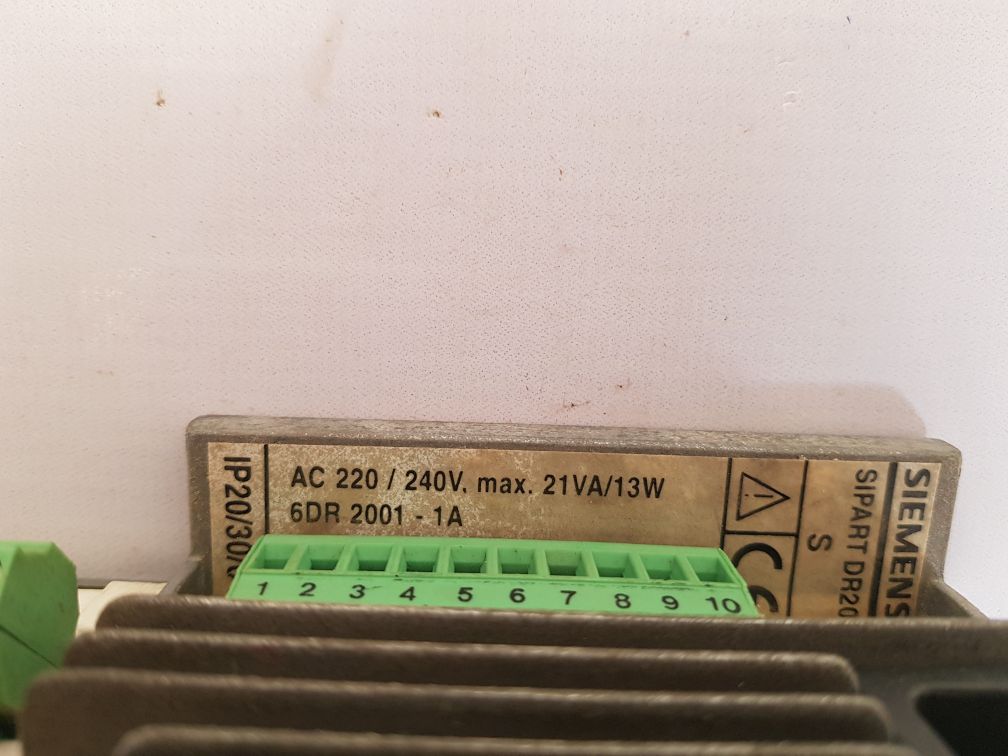 AC 220 / 240V, max. 21VA/13W
6DR 2001 - 1A
IP20/30/
SIEMENS
SIPART DR20
S
CE
1 2 3 4 5 6 7 8 9 10